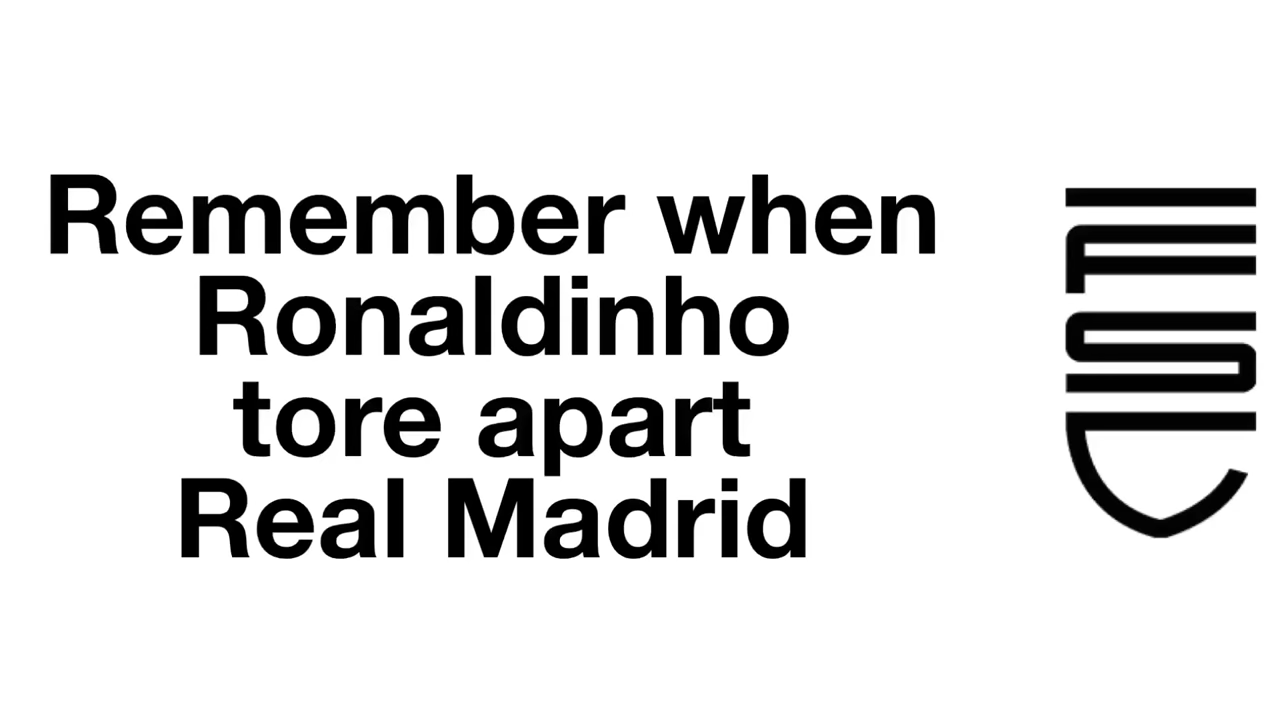 Remember when
Ronaldinho
tore apart
Real Madrid